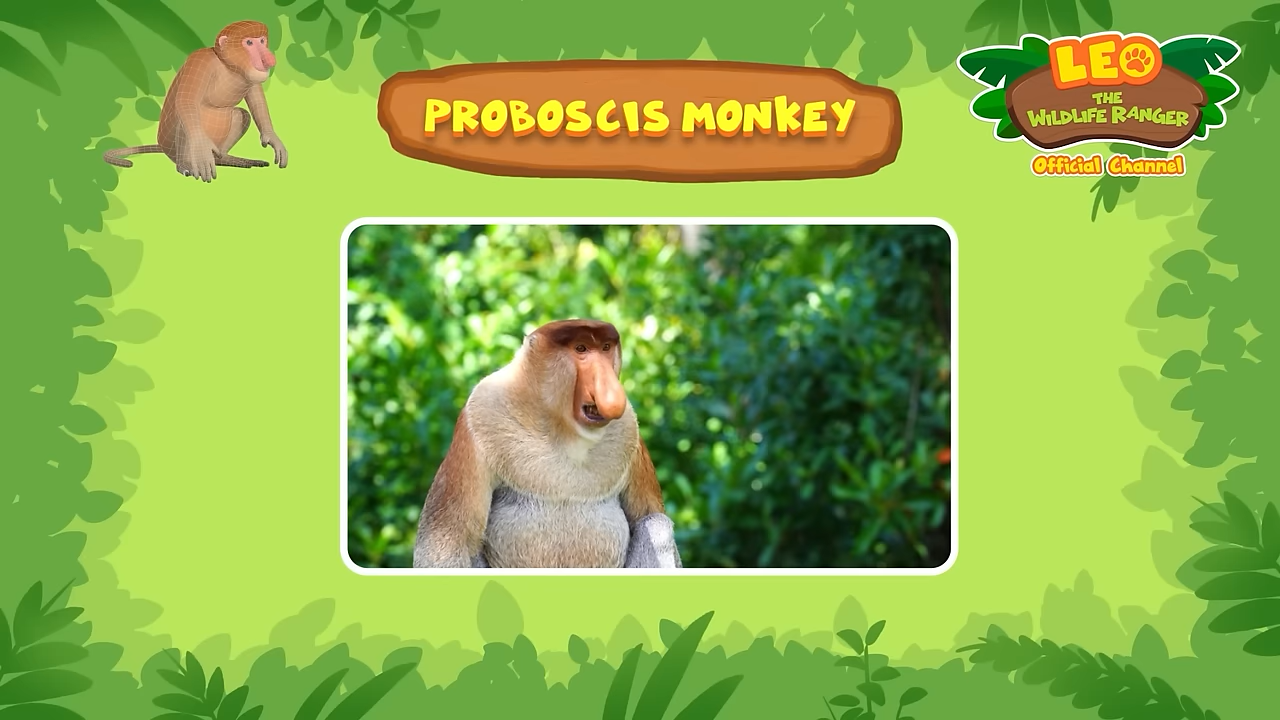 PROBOSCIS MONKEY
LEO
THE
WILDLIFE RANGER
Official Channel